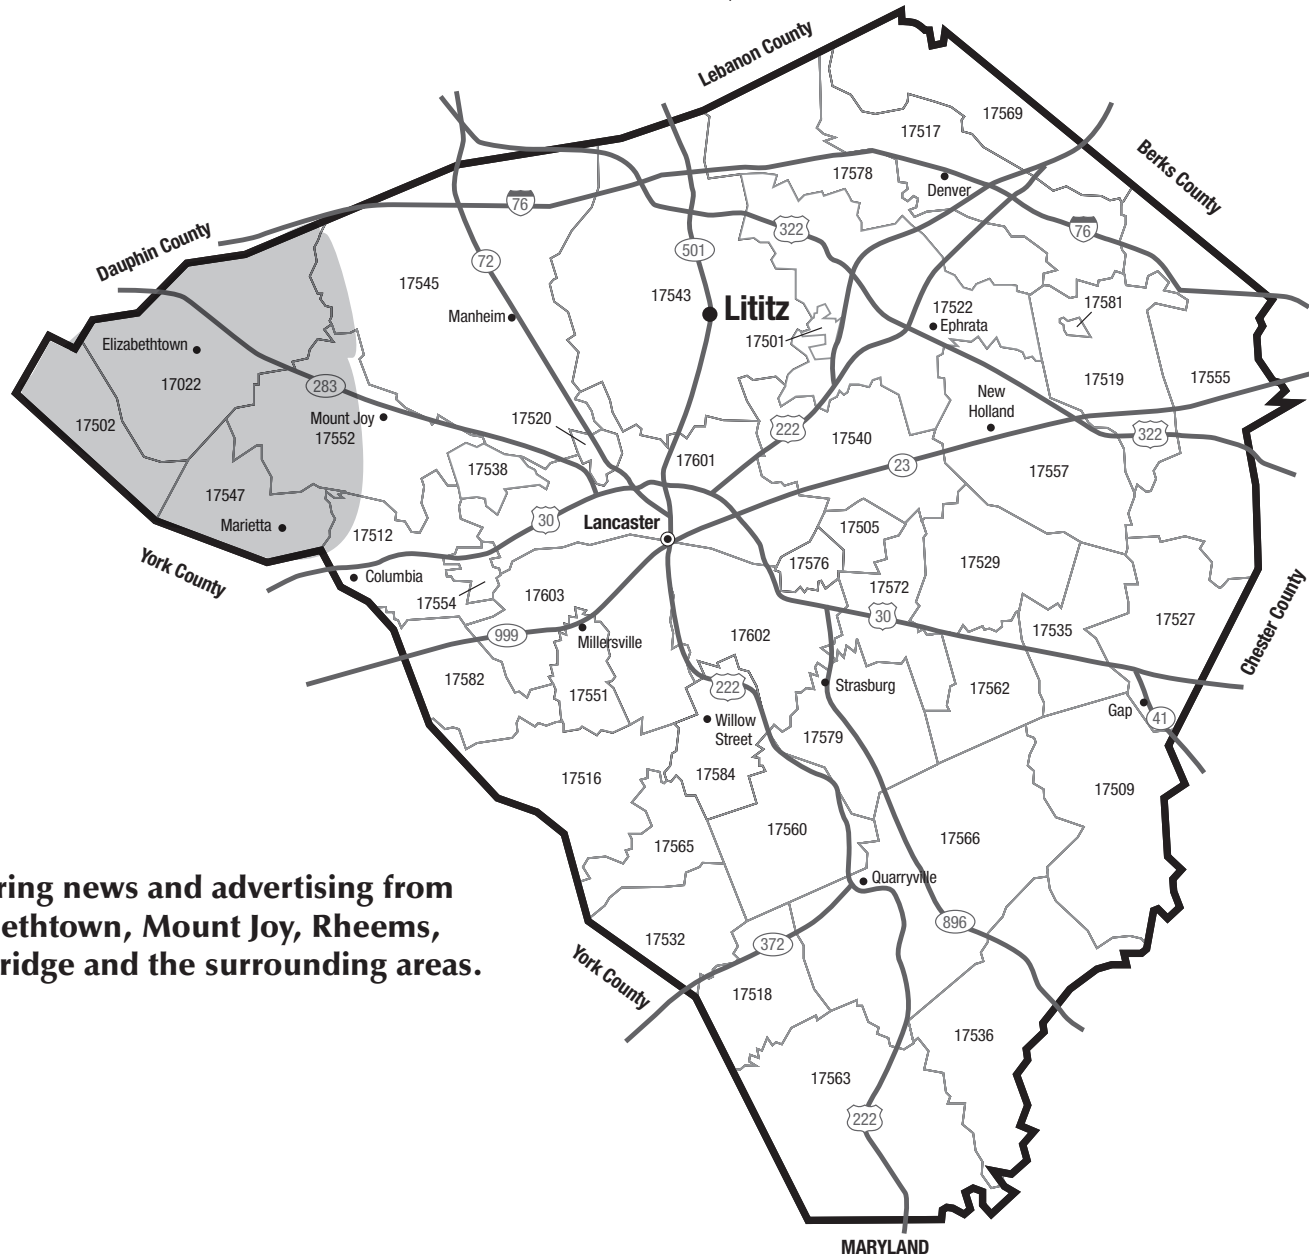 Lebanon County
17569
17517
Berks County
17578
Denver
76
322
76
Dauphin County
501
72
17545
17543
Lititz
17581
17522
Manheim
Ephrata
17501
Elizabethtown
17022
283
17519
17555
New
Holland
Mount Joy
17552
17520
222
17540
322
17502
17601
23
17538
17557
17547
Marietta
30
Lancaster
17505
17512
17529
17576
York County
Columbia
17572
17554
17603
30
17527
Chester County
999
Millersville
17602
17535
17582
17551
222
Strasburg
17562
Gap
41
Willow
Street
17579
17516
17584
17509
17560
17566
17565
Quarryville
ring news and advertising from
ethtown, Mount Joy, Rheems,
ridge and the surrounding areas.
896
17532
372
York County
17518
17536
17563
222
MARYLAND